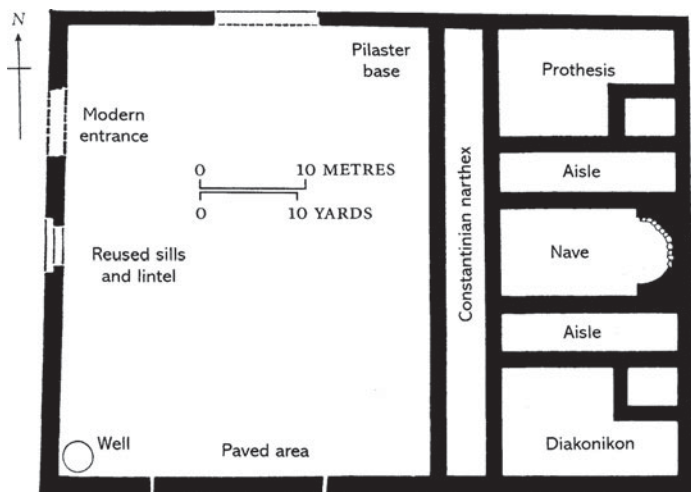 N
Pilaster
base
Prothesis
Modern
entrance
0 10 METRES
0 10 YARDS
Aisle
Constantinian narthex
Reused sills
and lintel
Nave
Aisle
Well
Paved area
Diakonikon